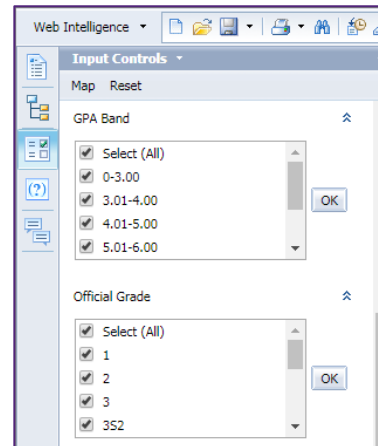 Web Intelligence
Input Controls
Map Reset
GPA Band
Select (All)
0-3.00
3.01-4.00
4.01-5.00
5.01-6.00
OK
Official Grade
Select (All)
1
2
3
3S2
OK